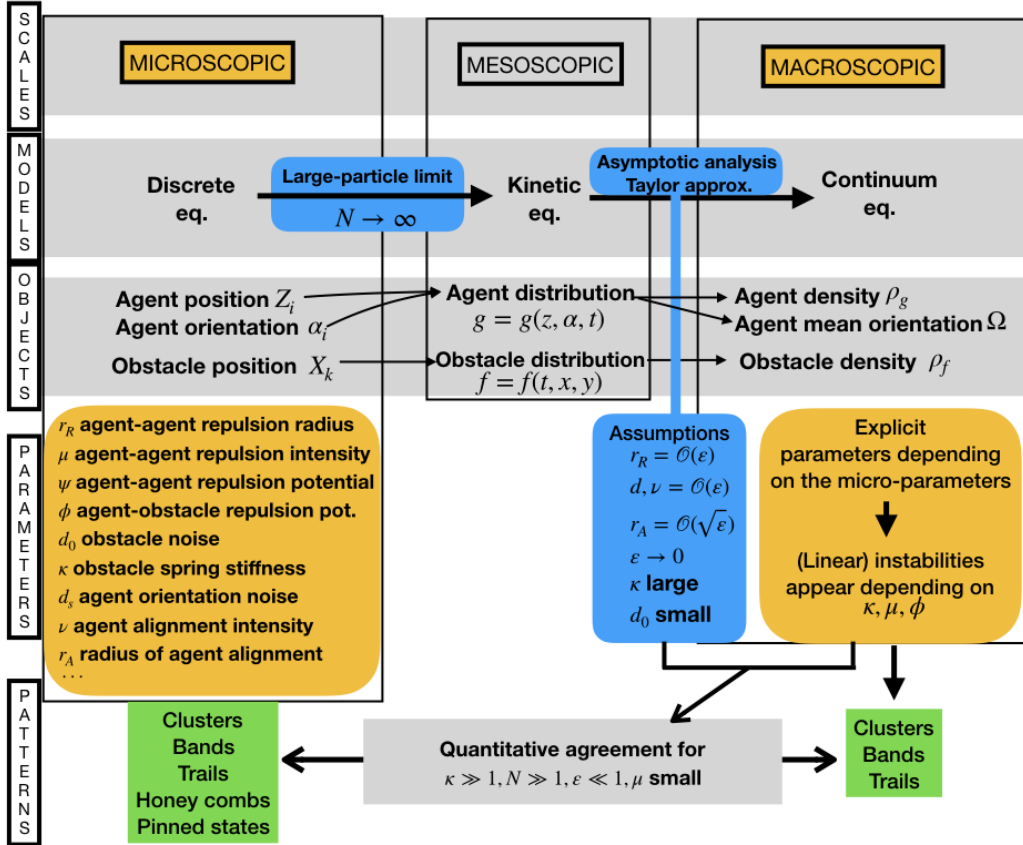 SCALES
MICROSCOPIC
MESOSCOPIC
MACROSCOPIC
MODELS
Discrete
eq.
Large-particle limit
N → ∞
Kinetic
eq.
Asymptotic analysis
Taylor approx.
Continuum
eq.
OBJECTS
Agent position Z_i
Agent orientation α_i
Obstacle position X_k
Agent distribution
g = g(z, α, t)
Obstacle distribution
f = f(t, x, y)
Agent density ρ_g
Agent mean orientation Ω
Obstacle density ρ_f
PARAMETERS
r_R agent-agent repulsion radius
μ agent-agent repulsion intensity
ψ agent-agent repulsion potential
ϕ agent-obstacle repulsion pot.
d_0 obstacle noise
κ obstacle spring stiffness
d_s agent orientation noise
ν agent alignment intensity
r_A radius of agent alignment
...
Assumptions
r_R = 𝒪(ε)
d, ν = 𝒪(ε)
r_A = 𝒪(√ε)
ε → 0
κ large
d_0 small
Explicit
parameters depending
on the micro-parameters
(Linear) instabilities
appear depending on
κ, μ, ϕ
PATTERNS
Clusters
Bands
Trails
Honey combs
Pinned states
Quantitative agreement for
κ ≫ 1, N ≫ 1, ε ≪ 1, μ small
Clusters
Bands
Trails